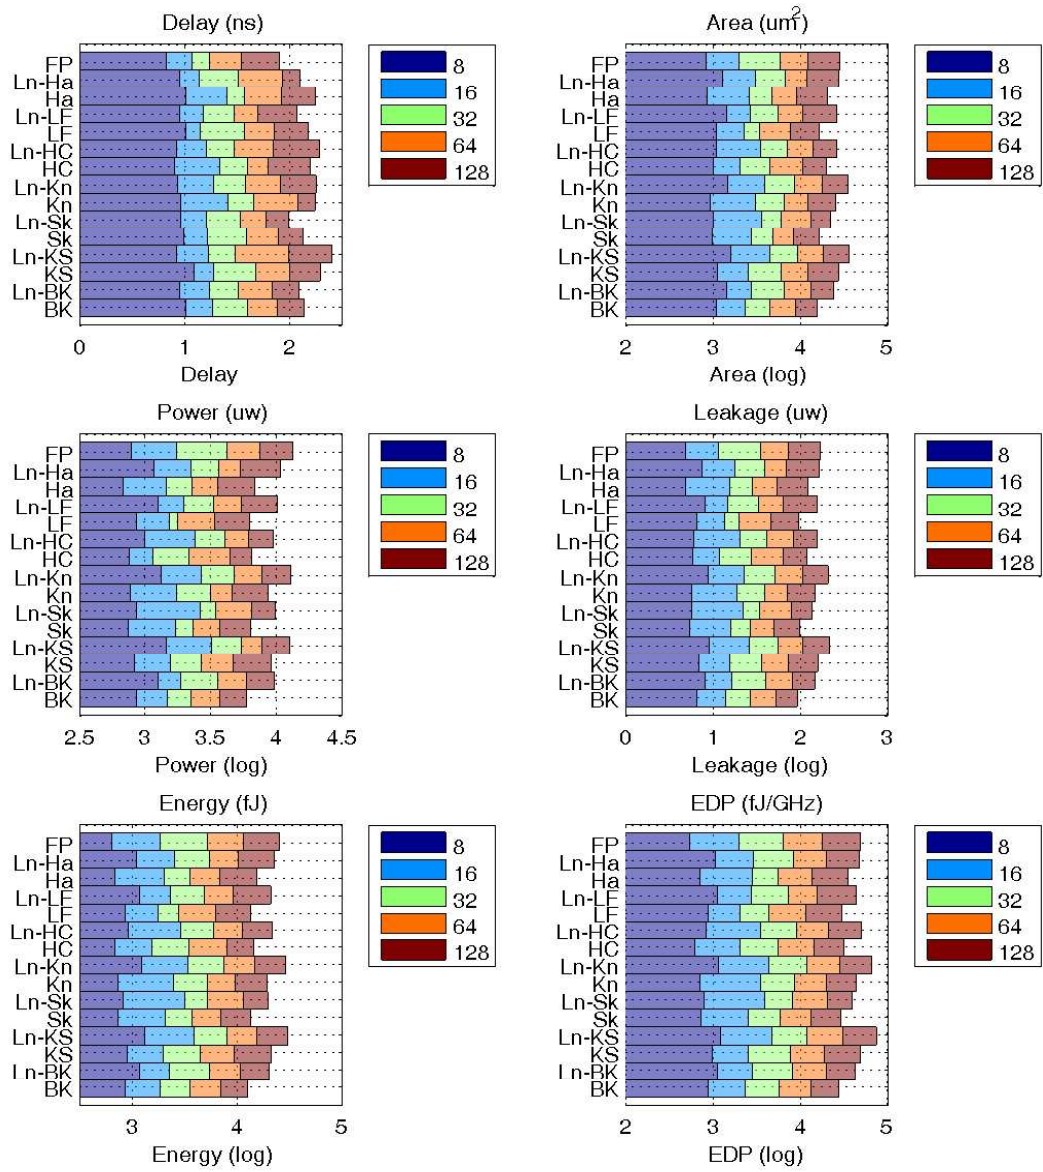 Delay (ns)
FP
Ln-Ha
Ha
Ln-LF
LF
Ln-HC
HC
Ln-Kn
Kn
Ln-Sk
Sk
Ln-KS
KS
Ln-BK
BK
0 1 2
Delay
8
16
32
64
128
Area (um2)
FP
Ln-Ha
Ha
Ln-LF
LF
Ln-HC
HC
Ln-Kn
Kn
Ln-Sk
Sk
Ln-KS
KS
Ln-BK
BK
2 3 4 5
Area (log)
8
16
32
64
128
Power (uw)
FP
Ln-Ha
Ha
Ln-LF
LF
Ln-HC
HC
Ln-Kn
Kn
Ln-Sk
Sk
Ln-KS
KS
Ln-BK
BK
2.5 3 3.5 4 4.5
Power (log)
8
16
32
64
128
Leakage (uw)
FP
Ln-Ha
Ha
Ln-LF
LF
Ln-HC
HC
Ln-Kn
Kn
Ln-Sk
Sk
Ln-KS
KS
Ln-BK
BK
0 1 2 3
Leakage (log)
8
16
32
64
128
Energy (fJ)
FP
Ln-Ha
Ha
Ln-LF
LF
Ln-HC
HC
Ln-Kn
Kn
Ln-Sk
Sk
Ln-KS
KS
Ln-BK
BK
3 4 5
Energy (log)
8
16
32
64
128
EDP (fJ/GHz)
FP
Ln-Ha
Ha
Ln-LF
LF
Ln-HC
HC
Ln-Kn
Kn
Ln-Sk
Sk
Ln-KS
KS
Ln-BK
BK
2 3 4 5
EDP (log)
8
16
32
64
128